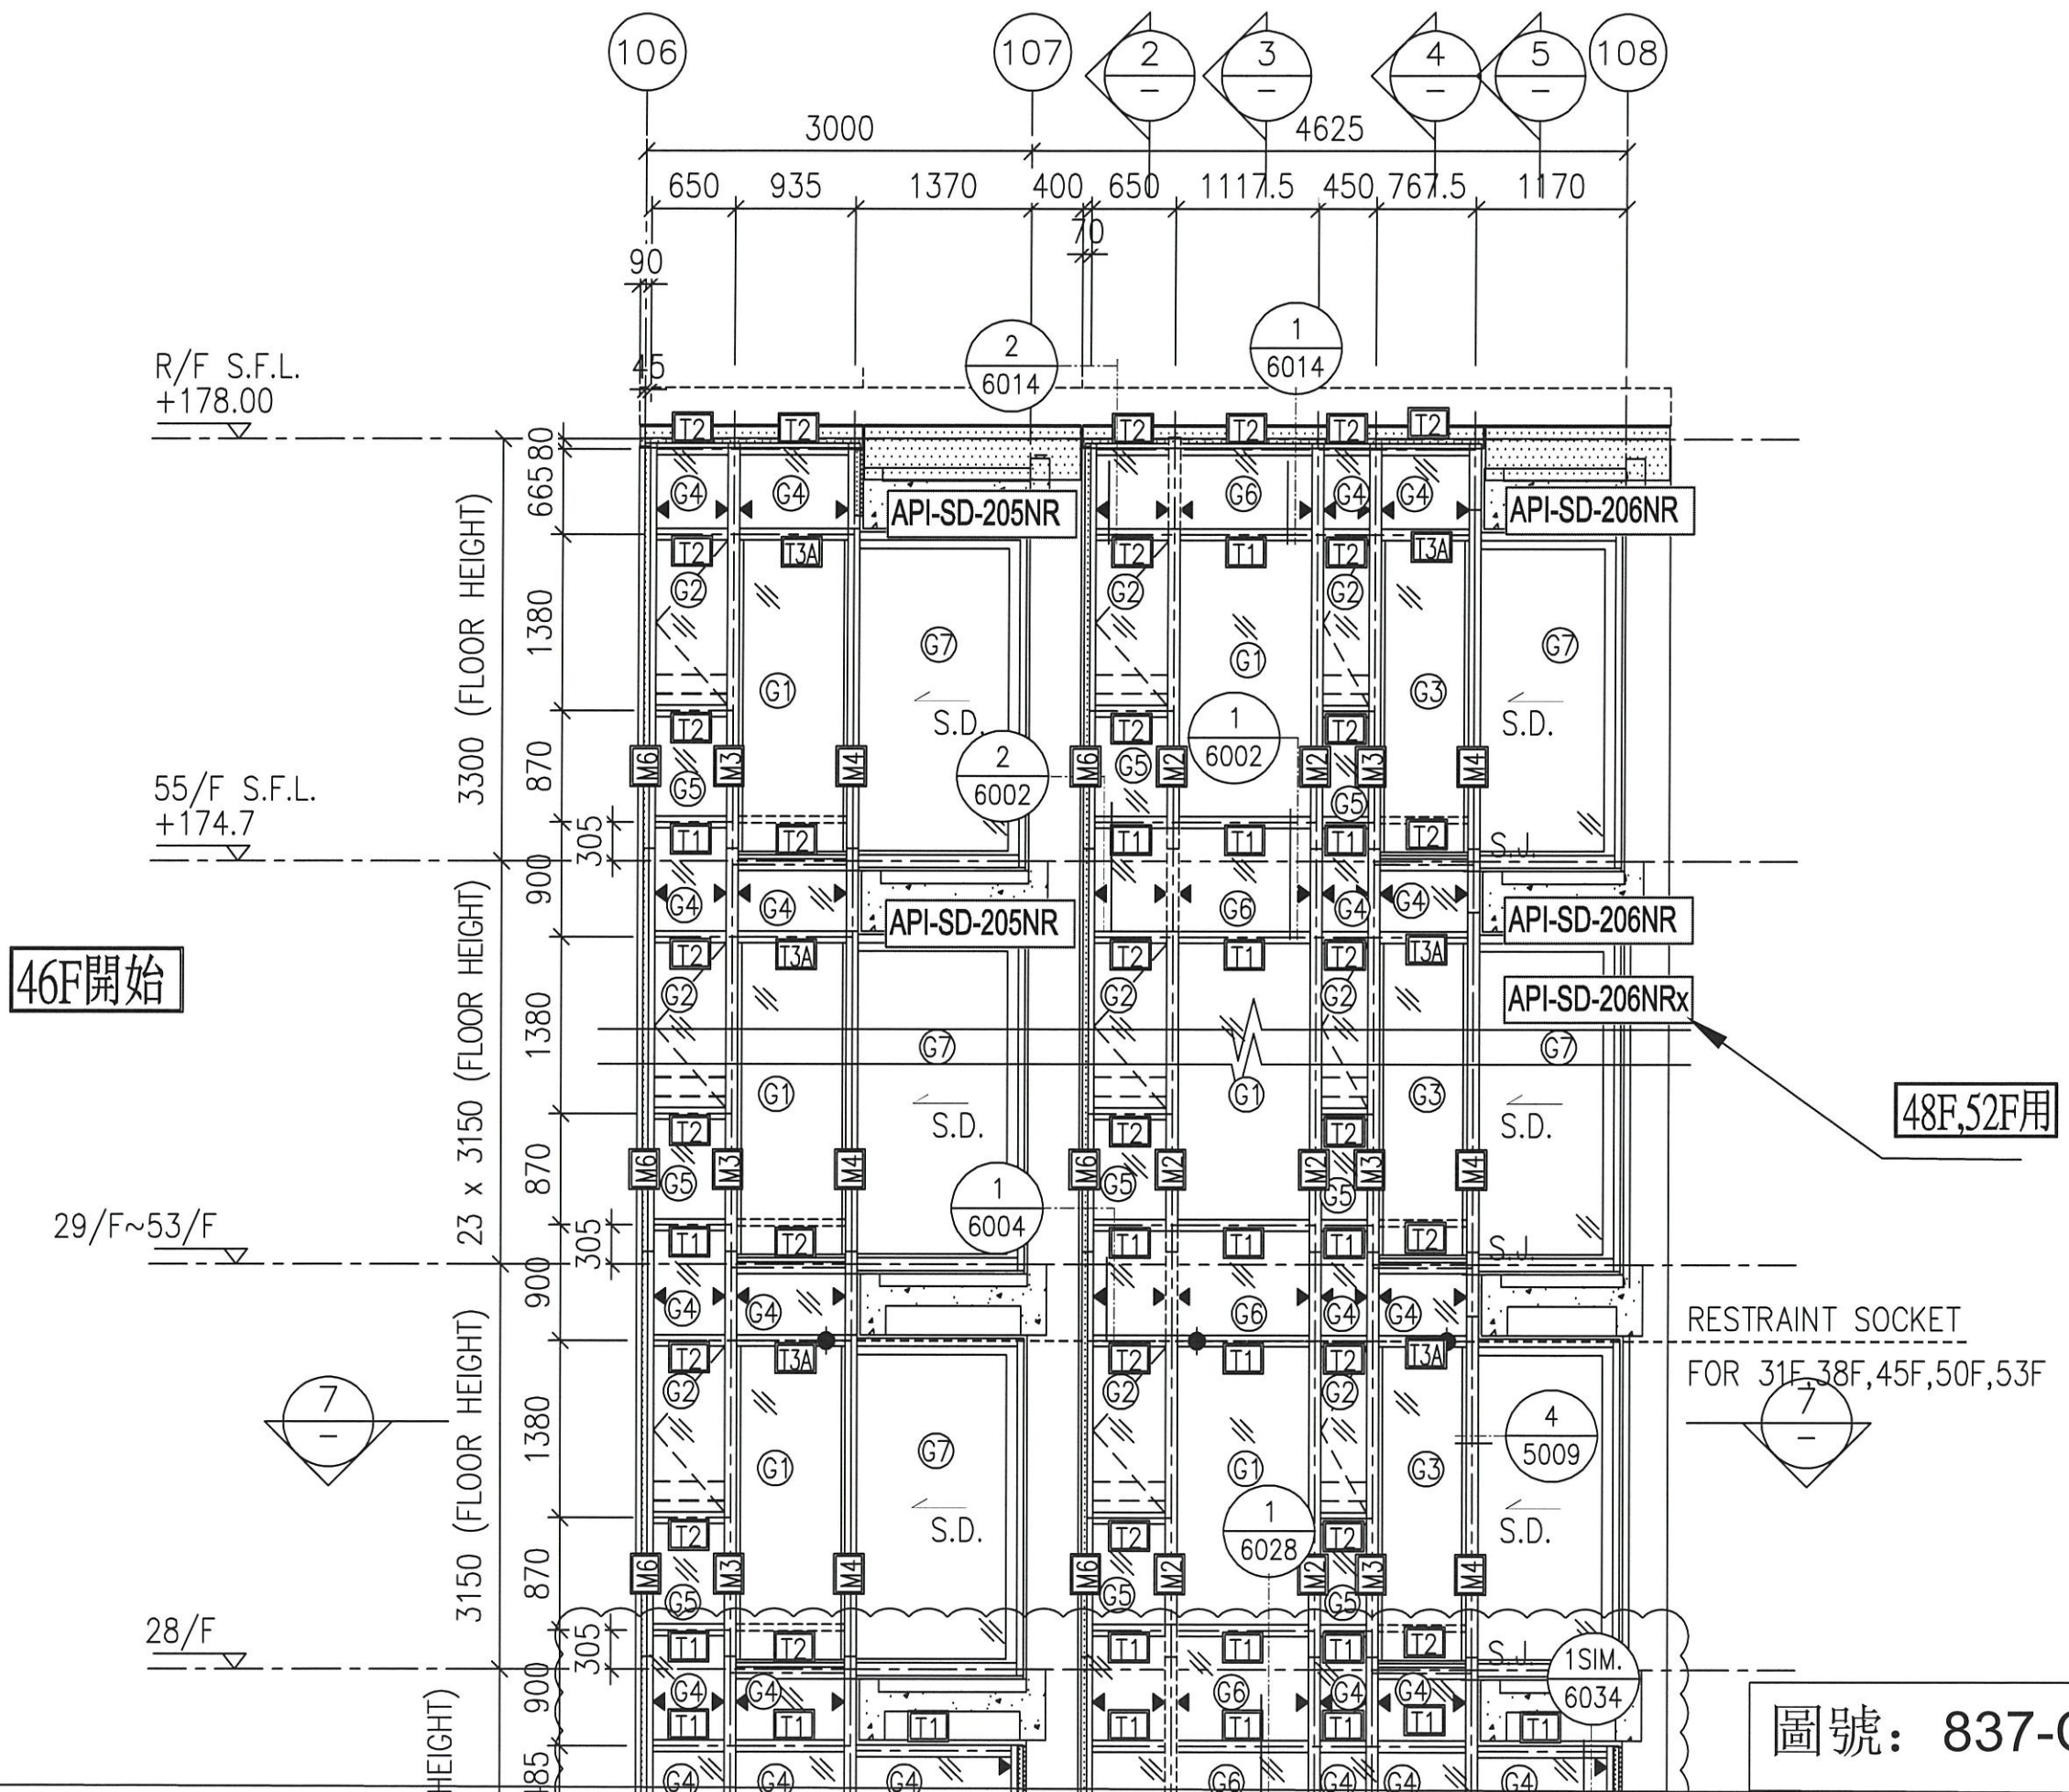 106
107
2
–
3
–
4
–
5
–
108
3000
4625
650
935
1370
400
650
1117.5
450
767.5
1170
70
90
45
R/F S.F.L.
+178.00
2
6014
1
6014
T2
T2
T2
T2
T2
T2
80
665
G4
G4
G6
G4
G4
API-SD-205NR
API-SD-206NR
T2
T3A
T2
T1
T2
T3A
3300 (FLOOR HEIGHT)
1380
G2
G2
G2
G7
G1
G7
G1
G3
S.D.
S.D.
T2
T2
T2
1
6002
870
M6
M3
M4
M6
M2
M2
M3
M4
G5
G5
G5
2
6002
55/F S.F.L.
+174.7
305
T1
T2
T1
T1
T1
T2
S.J.
900
G4
G4
G6
G4
G4
API-SD-205NR
API-SD-206NR
T2
T3A
T2
T1
T2
T3A
46F開始
23 x 3150 (FLOOR HEIGHT)
1380
G2
G2
G2
API-SD-206NRx
G7
G7
G1
G1
G3
S.D.
S.D.
48F,52F用
T2
T2
T2
870
M6
M3
M4
M6
M2
M2
M3
M4
G5
G5
G5
1
6004
29/F~53/F
305
T1
T2
T1
T1
T1
T2
S.J.
900
G4
G4
G6
G4
G4
RESTRAINT SOCKET
FOR 31F,38F,45F,50F,53F
T2
T3A
T2
T1
T2
T3A
3150 (FLOOR HEIGHT)
1380
G2
G2
G2
7
–
7
–
4
5009
G7
G1
G1
G3
S.D.
S.D.
1
6028
T2
T2
T2
870
M6
M3
M4
M6
M2
M2
M3
M4
G5
G5
G5
28/F
305
T1
T2
T1
T1
T1
T2
S.J.
1SIM.
6034
900
G4
G4
G6
G4
G4
T1
T1
T1
T1
T1
T1
T1
T1
圖號: 837-
HEIGHT)
G4
G4
G4
G6
G4
G4
G4